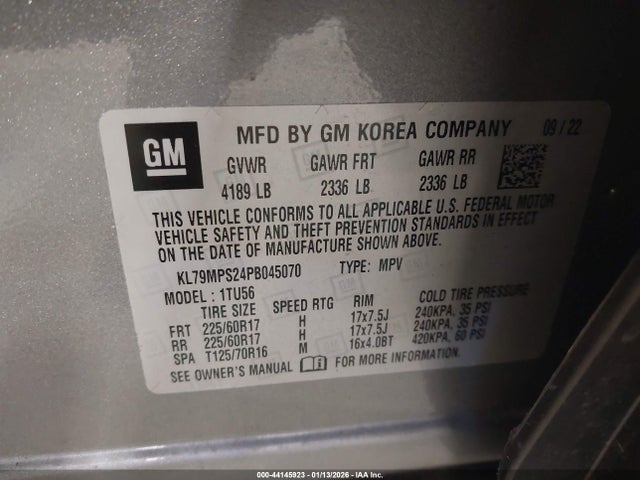 GM
MFD BY GM KOREA COMPANY 09/22
GVWR GAWR FRT GAWR RR
4189 LB 2336 LB 2336 LB
THIS VEHICLE CONFORMS TO ALL APPLICABLE U.S. FEDERAL MOTOR
VEHICLE SAFETY AND THEFT PREVENTION STANDARDS IN EFFECT
ON THE DATE OF MANUFACTURE SHOWN ABOVE.
KL79MPS24PB045070 TYPE: MPV
MODEL: 1TU56
TIRE SIZE SPEED RTG RIM COLD TIRE PRESSURE
FRT 225/60R17 H 17x7.5J 240KPA, 35 PSI
RR 225/60R17 H 17x7.5J 240KPA, 35 PSI
SPA T125/70R16 M 16x4.0BT 420KPA, 60 PSI
SEE OWNER'S MANUAL FOR MORE INFORMATION.
000-44145923 | 01/13/2026 | IAA Inc.